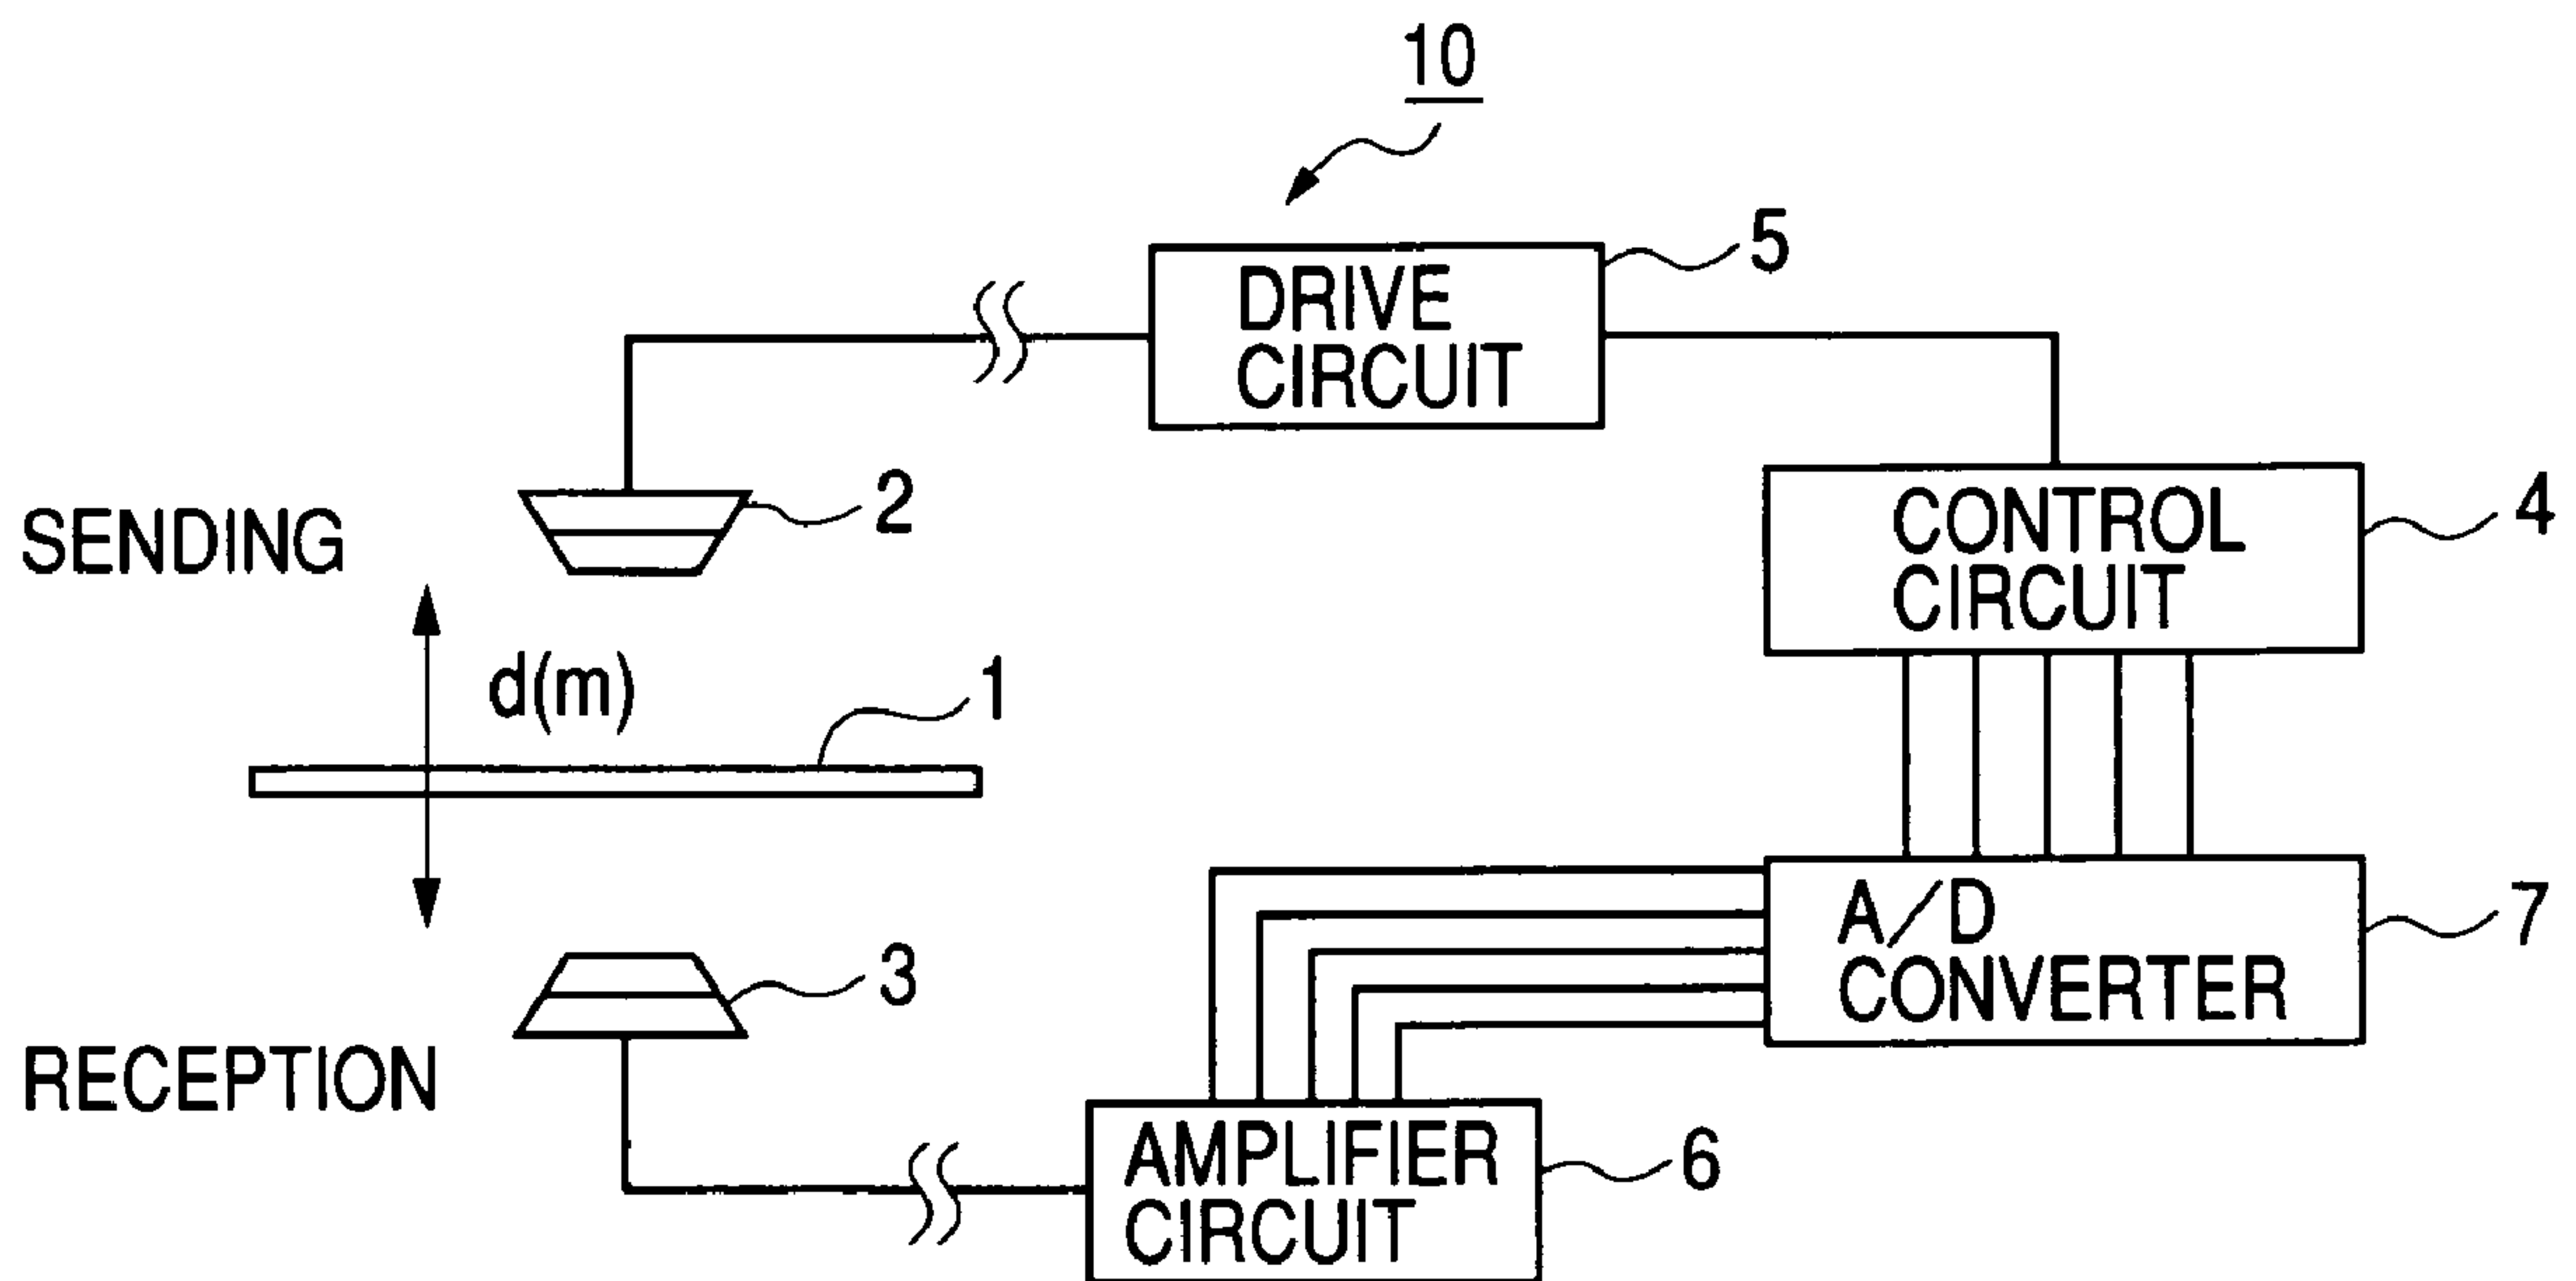 10
5
DRIVE
CIRCUIT
2
SENDING
4
CONTROL
CIRCUIT
d(m)
1
7
A/D
CONVERTER
3
RECEPTION
AMPLIFIER
CIRCUIT
6